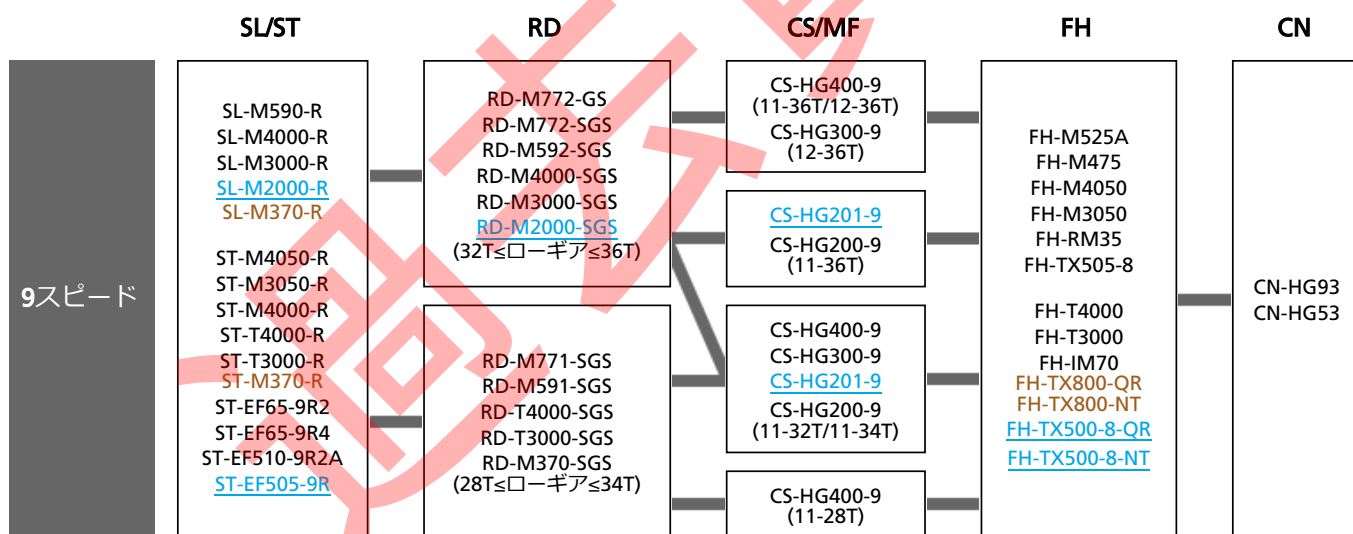 SL/ST
RD
CS/MF
FH
CN
9スピード
SL-M590-R
SL-M4000-R
SL-M3000-R
SL-M2000-R
SL-M370-R
ST-M4050-R
ST-M3050-R
ST-M4000-R
ST-T4000-R
ST-T3000-R
ST-M370-R
ST-EF65-9R2
ST-EF65-9R4
ST-EF510-9R2A
ST-EF505-9R
RD-M772-GS
RD-M772-SGS
RD-M592-SGS
RD-M4000-SGS
RD-M3000-SGS
RD-M2000-SGS
(32T≤ローギア≤36T)
RD-M771-SGS
RD-M591-SGS
RD-T4000-SGS
RD-T3000-SGS
RD-M370-SGS
(28T≤ローギア≤34T)
CS-HG400-9
(11-36T/12-36T)
CS-HG300-9
(12-36T)
CS-HG201-9
CS-HG200-9
(11-36T)
CS-HG400-9
CS-HG300-9
CS-HG201-9
CS-HG200-9
(11-32T/11-34T)
CS-HG400-9
(11-28T)
FH-M525A
FH-M475
FH-M4050
FH-M3050
FH-RM35
FH-TX505-8
FH-T4000
FH-T3000
FH-IM70
FH-TX800-QR
FH-TX800-NT
FH-TX500-8-QR
FH-TX500-8-NT
CN-HG93
CN-HG53